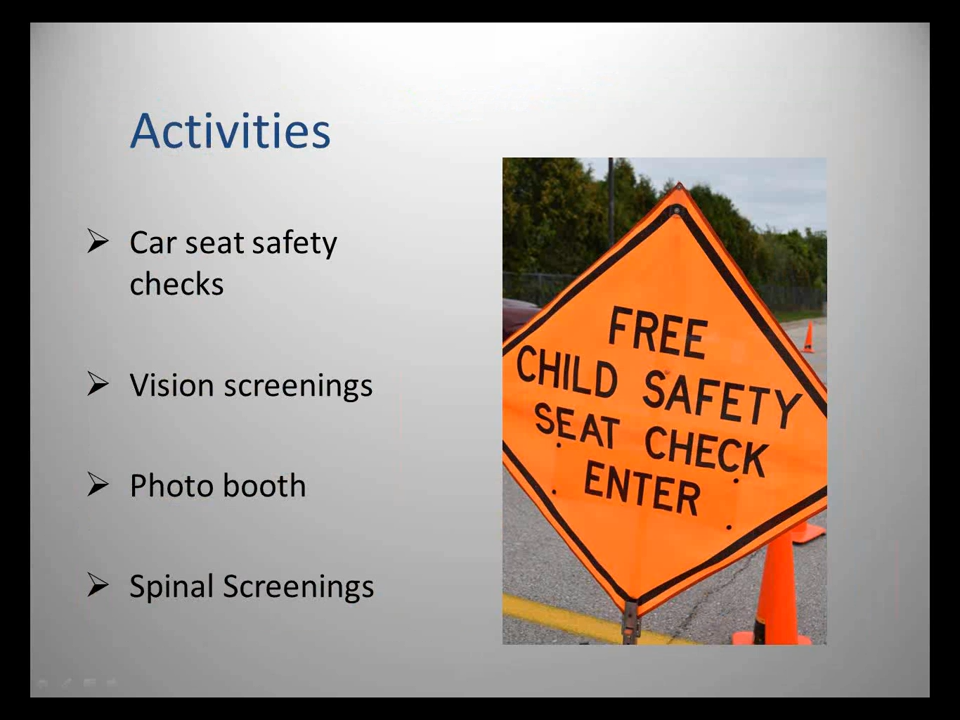 Activities
Car seat safety
checks
Vision screenings
Photo booth
Spinal Screenings
FREE
CHILD SAFETY
SEAT CHECK
ENTER